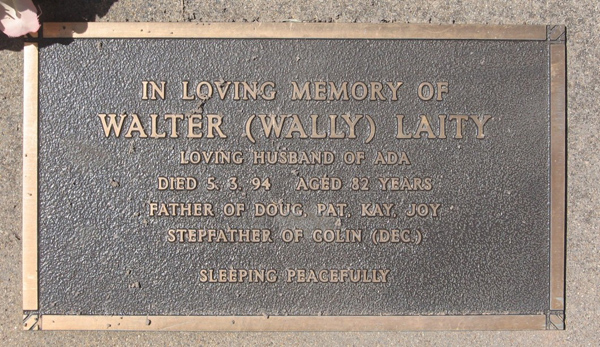 IN LOVING MEMORY OF
WALTER (WALLY) LAITY
LOVING HUSBAND OF ADA
DIED 5. 3. 94 AGED 82 YEARS
FATHER OF DOUG, PAT, KAY, JOY
STEPFATHER OF COLIN (DEC.)
SLEEPING PEACEFULLY